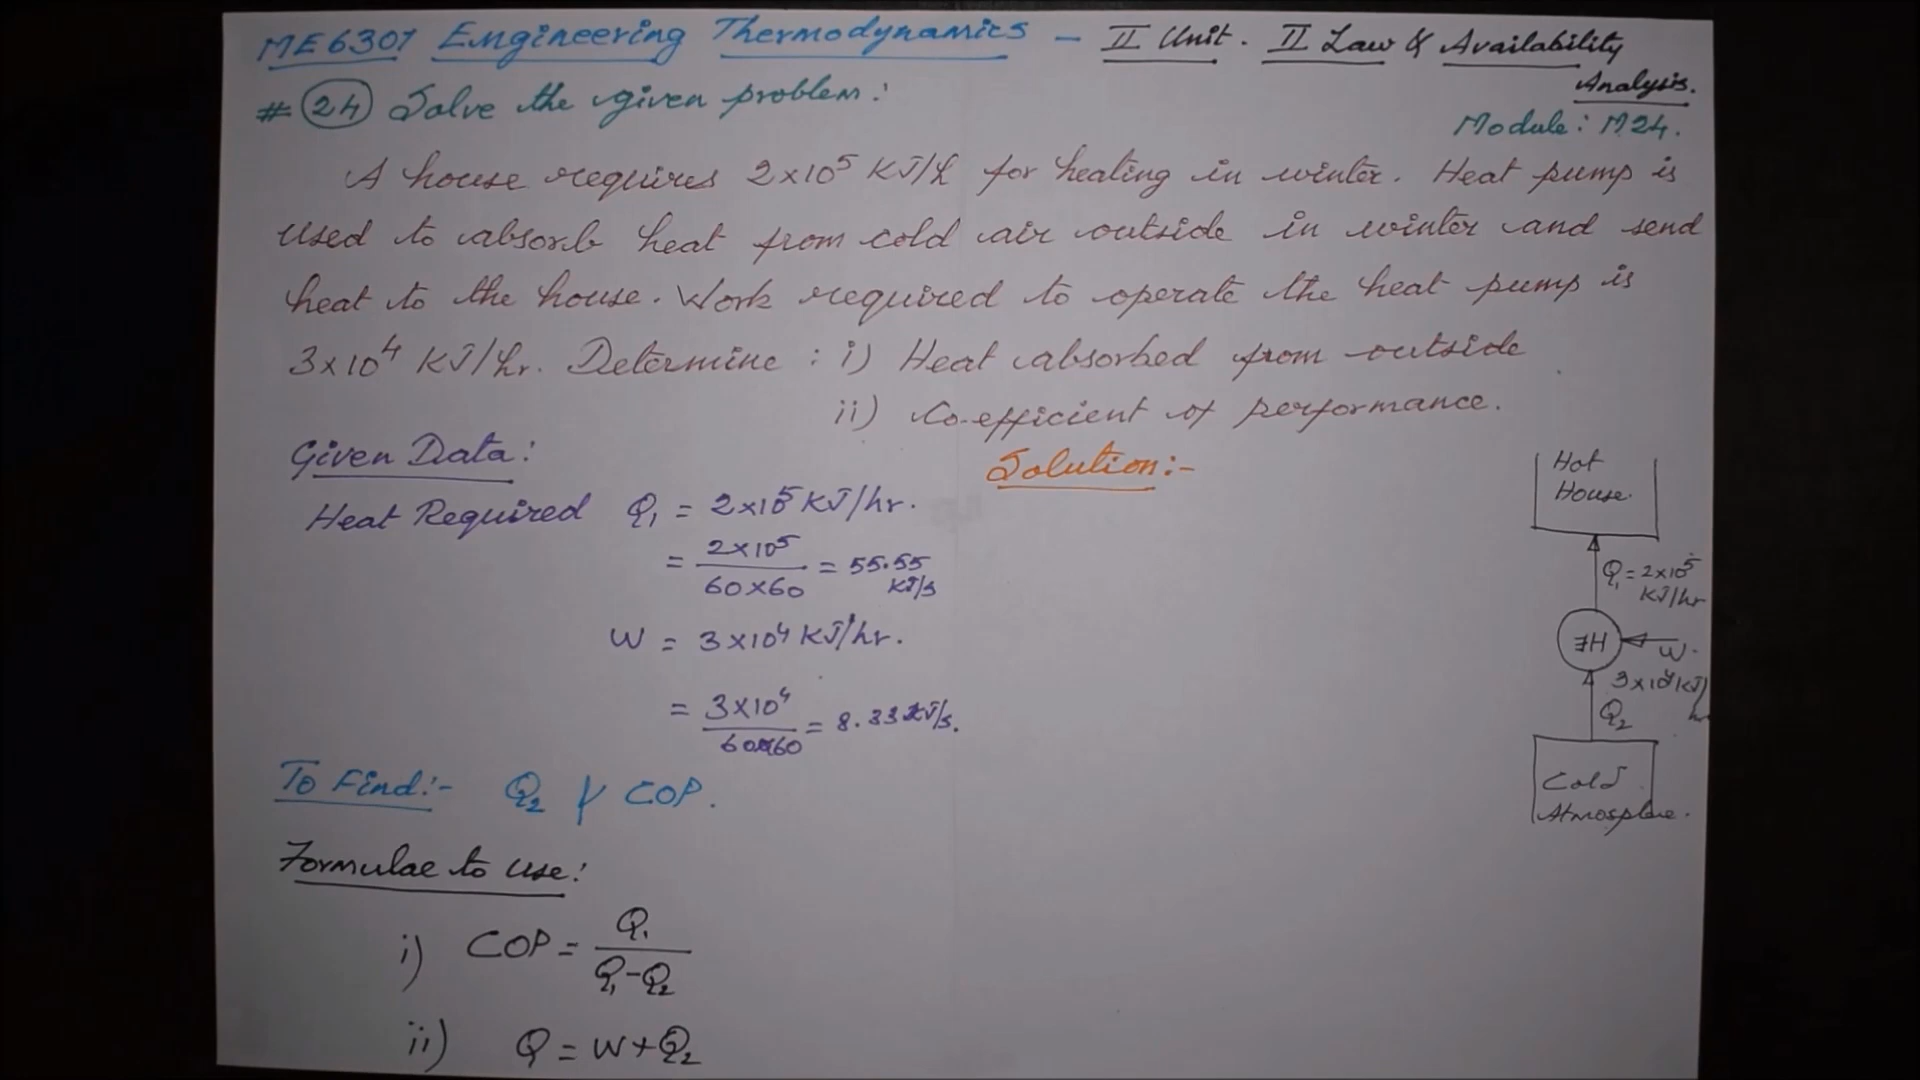 ME6301 Engineering Thermodynamics - II Unit. II Law & Availability
Analysis.
# 24 Solve the given problem:
Module: M24.
A house requires 2×10⁵ KJ/h for heating in winter. Heat pump is
used to absorb heat from cold air outside in winter and send
heat to the house. Work required to operate the heat pump is
3×10⁴ KJ/hr. Determine : i) Heat absorbed from outside
ii) Co-efficient of performance.
Given Data:
Heat Required Q₁ = 2×10⁵ KJ/hr.
= 2×10⁵ / 60×60 = 55.55 KJ/s
W = 3×10⁴ KJ/hr.
= 3×10⁴ / 60×60 = 8.33 KJ/s.
To Find:- Q₂ & COP.
Formulae to Use:
i) COP = Q₁ / Q₁-Q₂
ii) Q = W+Q₂
Solution:-
Hot
House.
Q₁ = 2×10⁵
KJ/hr
W.
3×10⁴ KJ/
hr
Q₂
Cold
Atmosphere.